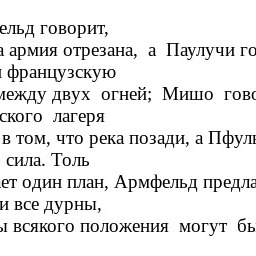 ельд говорит,
а армия отрезана, а Паулучи го
и французскую
между двух огней; Мишо гово
ского лагеря
в том, что река позади, а Пфуль
сила. Толь
ет один план, Армфельд предла
и все дурны,
ы всякого положения могут бы